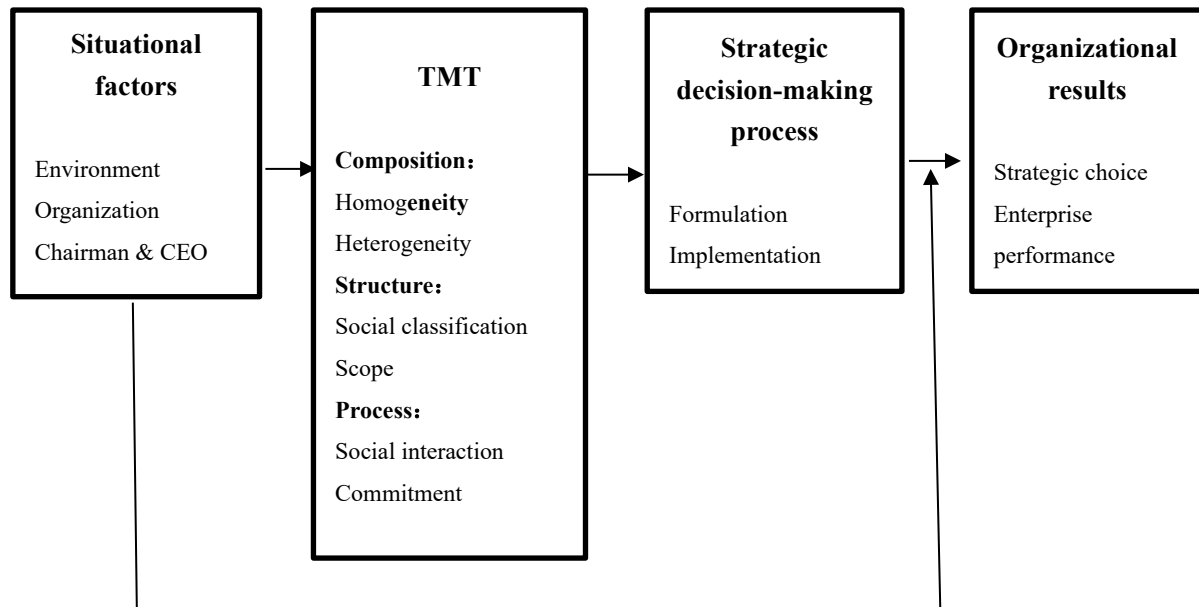 Situational
factors
Environment
Organization
Chairman & CEO
TMT
Composition：
Homogeneity
Heterogeneity
Structure：
Social classification
Scope
Process：
Social interaction
Commitment
Strategic
decision-making
process
Formulation
Implementation
Organizational
results
Strategic choice
Enterprise
performance